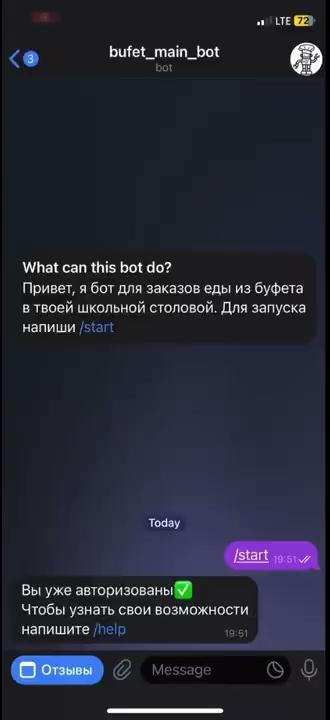 LTE 72
3
bufet_main_bot
bot
What can this bot do?
Привет, я бот для заказов еды из буфета
в твоей школьной столовой. Для запуска
напиши /start
Today
/start 19:51
Вы уже авторизованы✅
Чтобы узнать свои возможности
напишите /help 19:51
Отзывы Message